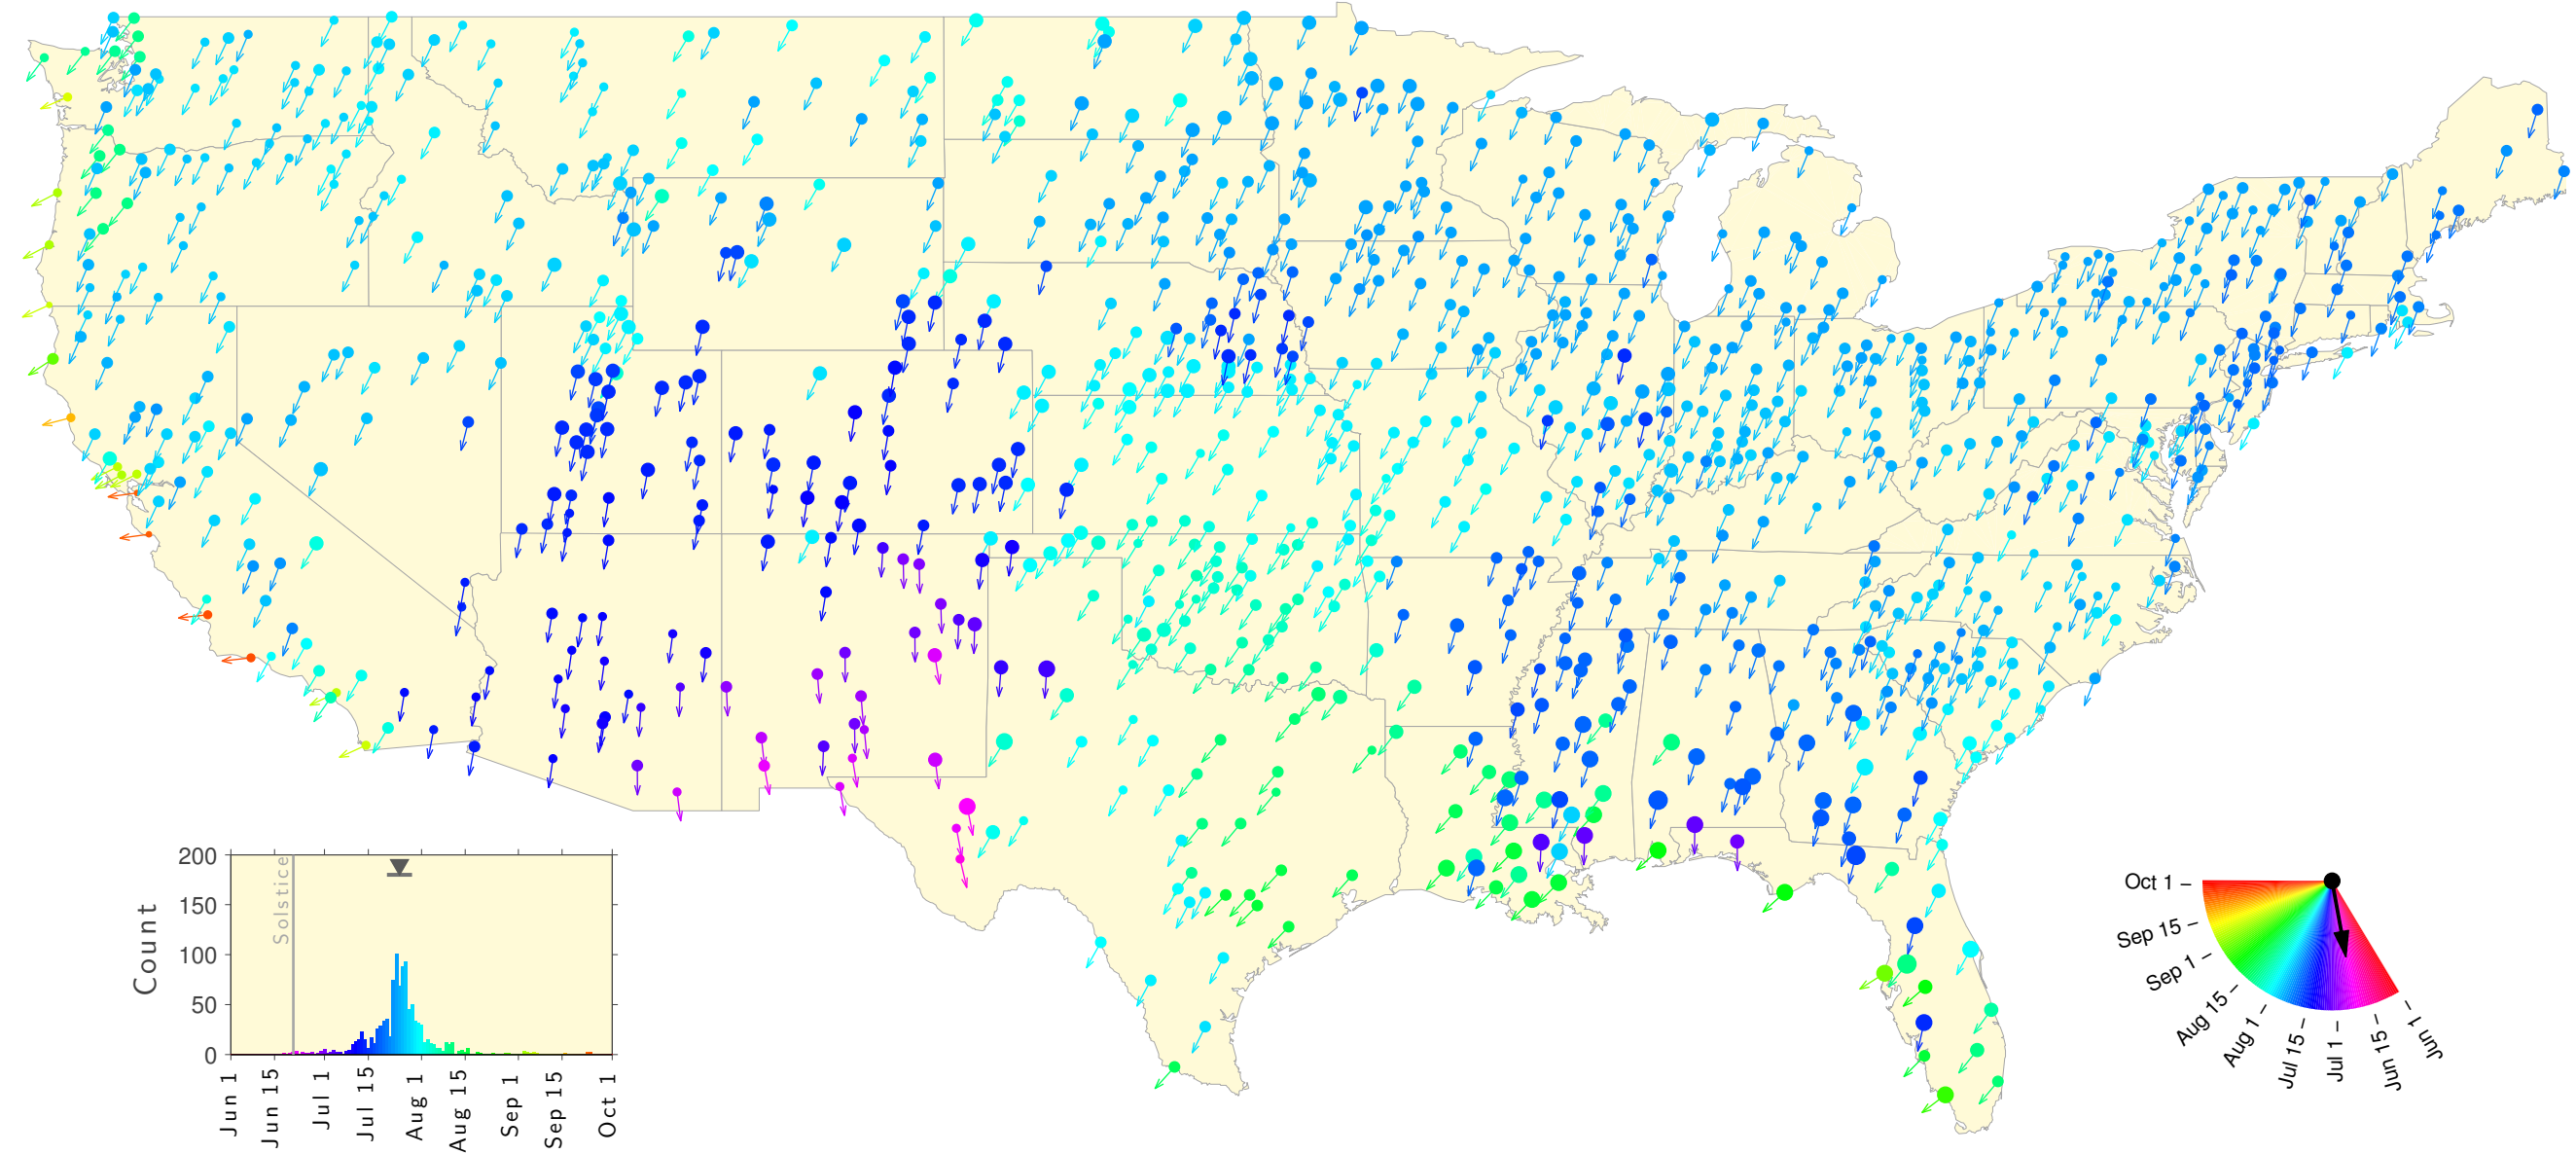 200
150
100
50
0
Count
Solstice
Jun 1
Jun 15
Jul 1
Jul 15
Aug 1
Aug 15
Sep 1
Sep 15
Oct 1
Oct 1 –
Sep 15 –
Sep 1 –
Aug 15 –
Aug 1 –
Jul 15 –
Jul 1 –
Jun 15 –
Jun 1 –